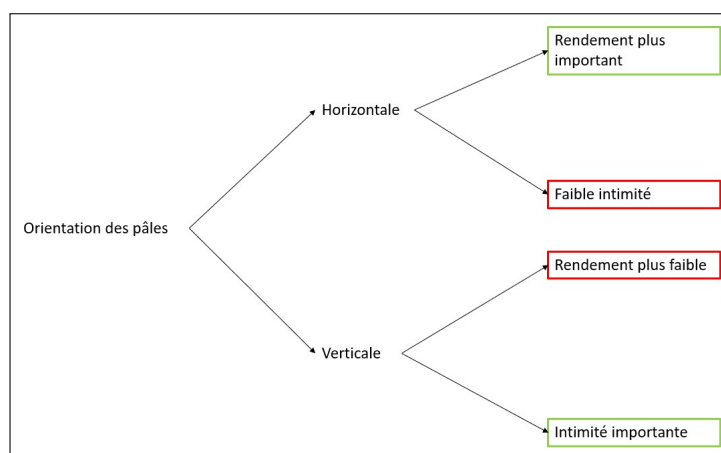 Rendement plus
important
Horizontale
Faible intimité
Orientation des pâles
Rendement plus faible
Verticale
Intimité importante